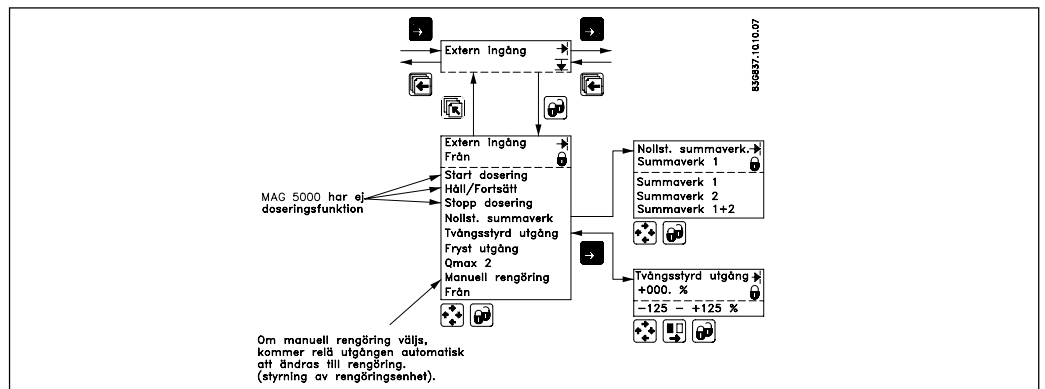 Extern ingång
83G837.10.10.07
Extern ingång
Från
Start dosering
Håll/Fortsätt
Stopp dosering
Nollst. summaverk
Tvångsstyrd utgång
Fryst utgång
Qmax 2
Manuell rengöring
Från
MAG 5000 har ej
doseringsfunktion
Nollst. summaverk.
Summaverk 1
Summaverk 1
Summaverk 2
Summaverk 1+2
Tvångsstyrd utgång
+000. %
-125 - +125 %
Om manuell rengöring väljs,
kommer relä utgången automatisk
att ändras till rengöring.
(styrning av rengöringsenhet).